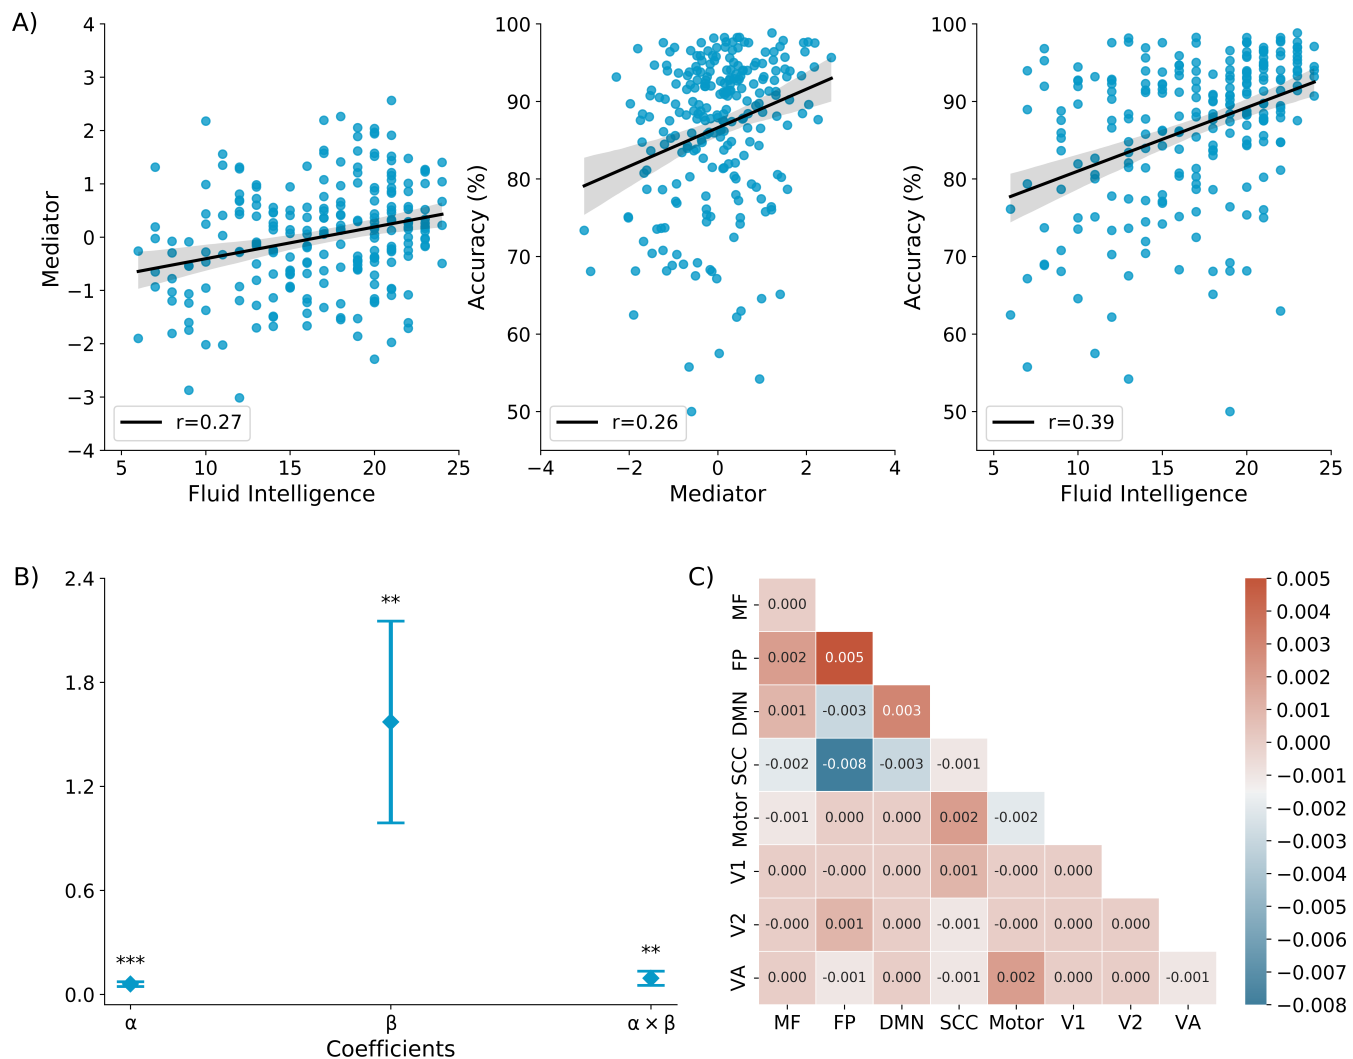 A)
4
3
2
1
0
−1
−2
−3
−4
Mediator
r=0.27
5 10 15 20 25
Fluid Intelligence
100
90
80
70
60
50
Accuracy (%)
r=0.26
−4 −2 0 2 4
Mediator
100
90
80
70
60
50
Accuracy (%)
r=0.39
5 10 15 20 25
Fluid Intelligence
B)
2.4
1.8
1.2
0.6
0.0
***
**
**
α β α × β
Coefficients
C)
MF 0.000
FP 0.002 0.005
DMN 0.001 -0.003 0.003
SCC -0.002 -0.008 -0.003 -0.001
Motor -0.001 0.000 0.000 0.002 -0.002
V1 0.000 -0.000 0.000 0.001 -0.000 0.000
V2 -0.000 0.001 0.000 -0.001 -0.000 0.000 0.000
VA 0.000 -0.001 0.000 -0.001 0.002 0.000 0.000 -0.001
MF FP DMN SCC Motor V1 V2 VA
0.005
0.004
0.003
0.002
0.001
0.000
−0.001
−0.002
−0.003
−0.004
−0.005
−0.006
−0.007
−0.008